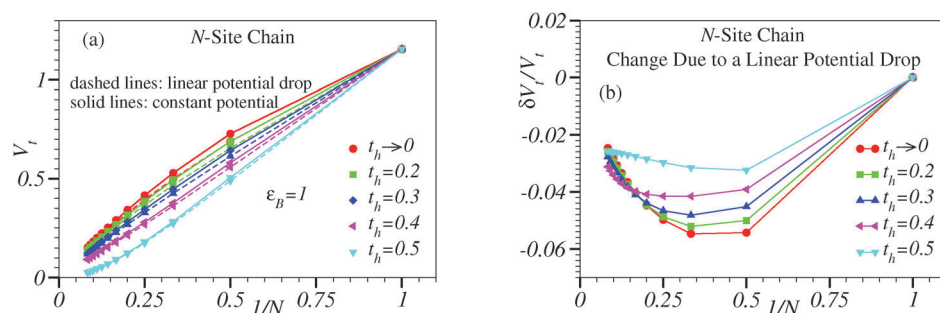 (a)
N-Site Chain
dashed lines: linear potential drop
solid lines: constant potential
1
0.5
0
V_t
ε_B=1
t_h→0
t_h=0.2
t_h=0.3
t_h=0.4
t_h=0.5
0 0.25 0.5 0.75 1
1/N
N-Site Chain
Change Due to a Linear Potential Drop
(b)
0.02
0
-0.02
-0.04
-0.06
δV_t/V_t
t_h→0
t_h=0.2
t_h=0.3
t_h=0.4
t_h=0.5
0 0.25 0.5 0.75 1
1/N